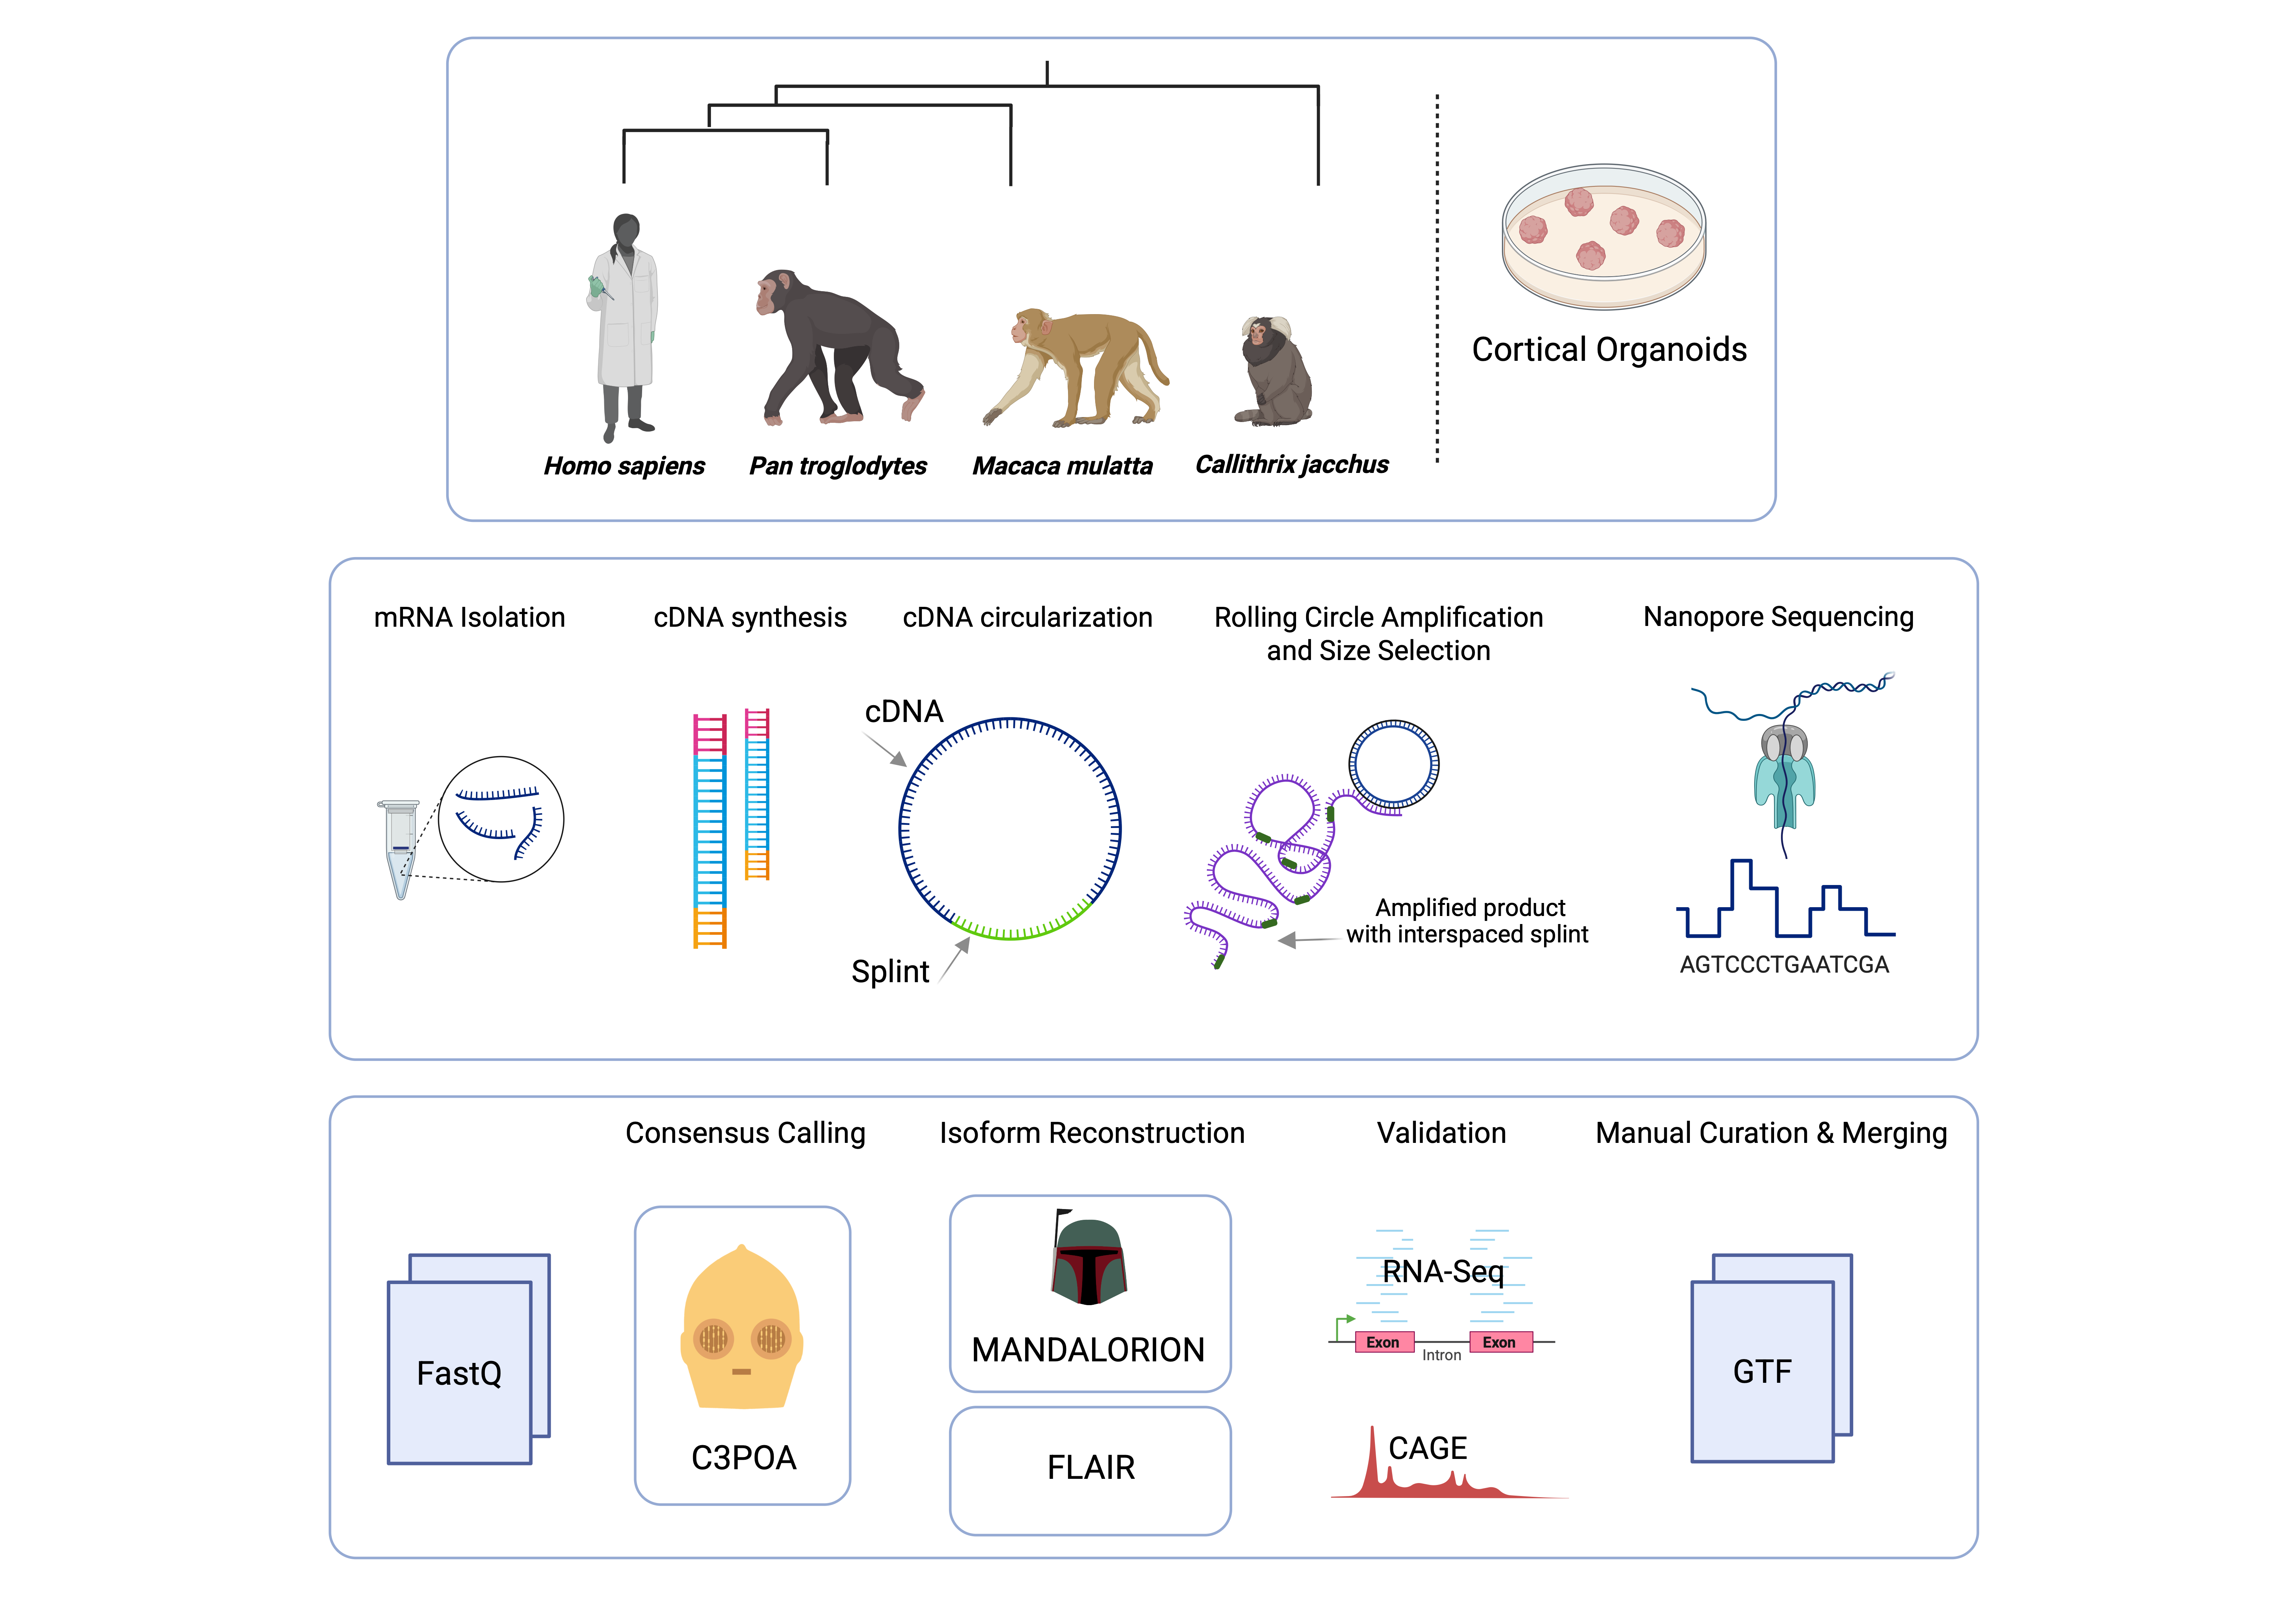 Homo sapiens
Pan troglodytes
Macaca mulatta
Callithrix jacchus
Cortical Organoids
mRNA Isolation
cDNA synthesis
cDNA circularization
Rolling Circle Amplification
and Size Selection
Nanopore Sequencing
cDNA
Splint
Amplified product
with interspaced splint
AGTCCCTGAATCGA
Consensus Calling
Isoform Reconstruction
Validation
Manual Curation & Merging
FastQ
C3POA
MANDALORION
FLAIR
RNA-Seq
Exon
Intron
Exon
CAGE
GTF